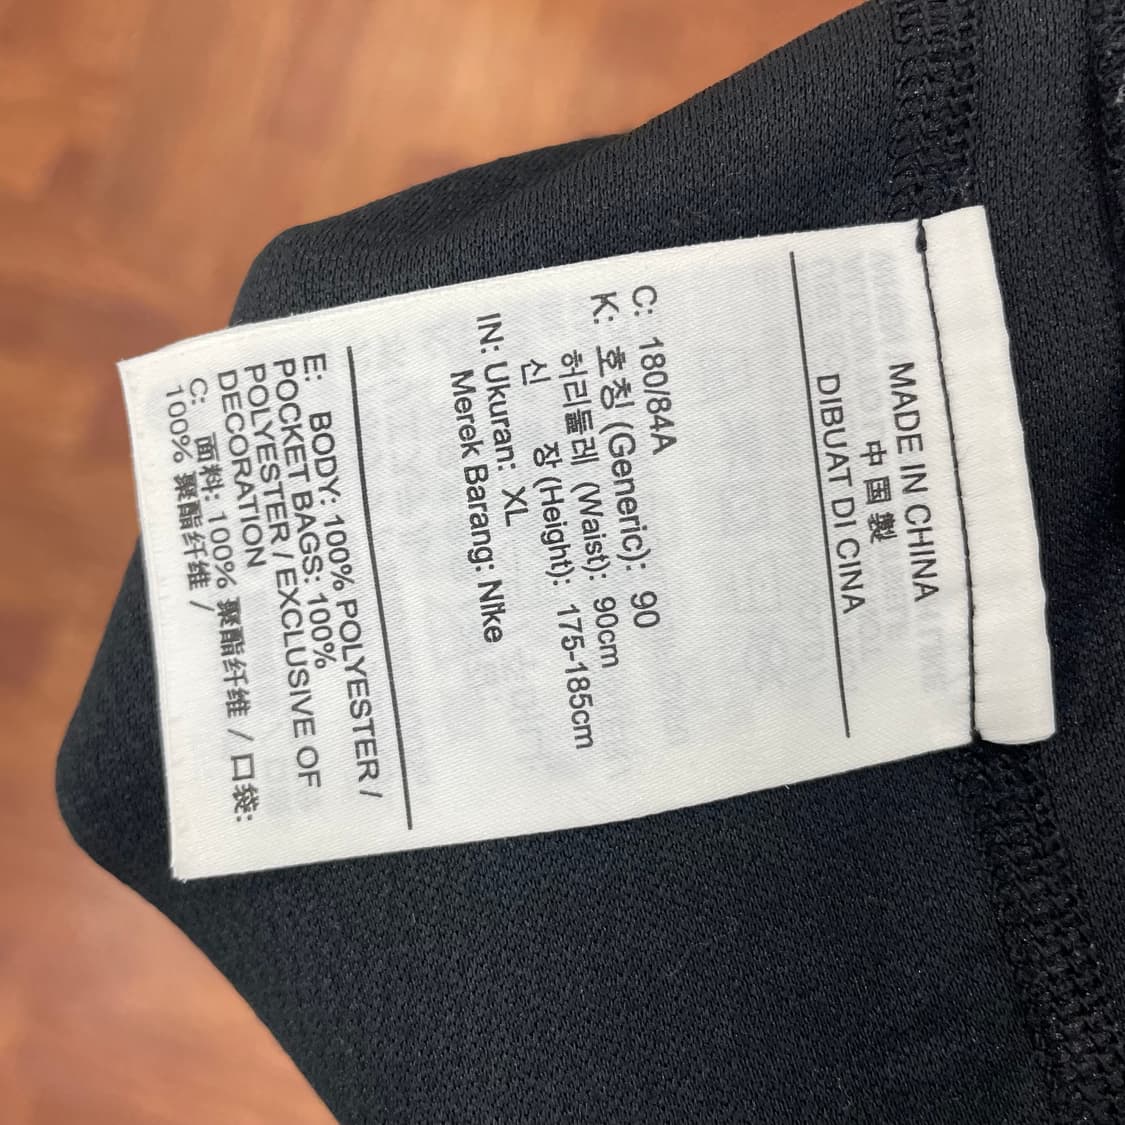 MADE IN CHINA
中国製
DIBUAT DI CINA
C: 180/84A
K: 호칭 (Generic): 90
허리둘레 (Waist): 90cm
신 장 (Height): 175-185cm
IN: Ukuran: XL
Merek Barang: Nike
E: BODY: 100% POLYESTER /
POCKET BAGS: 100%
POLYESTER / EXCLUSIVE OF
DECORATION
C: 面料: 100% 聚酯纤维 / 口袋:
100% 聚酯纤维 /